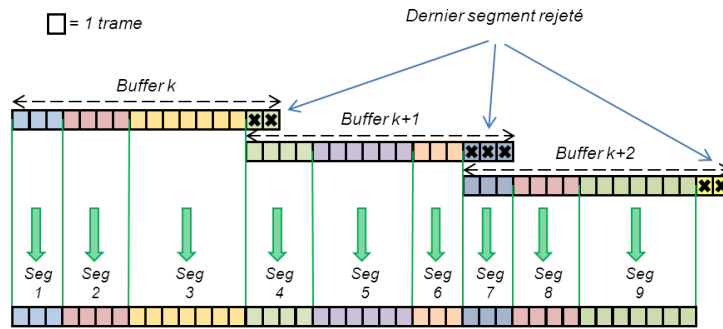 = 1 trame
Dernier segment rejeté
Buffer k
Buffer k+1
Buffer k+2
Seg 1
Seg 2
Seg 3
Seg 4
Seg 5
Seg 6
Seg 7
Seg 8
Seg 9